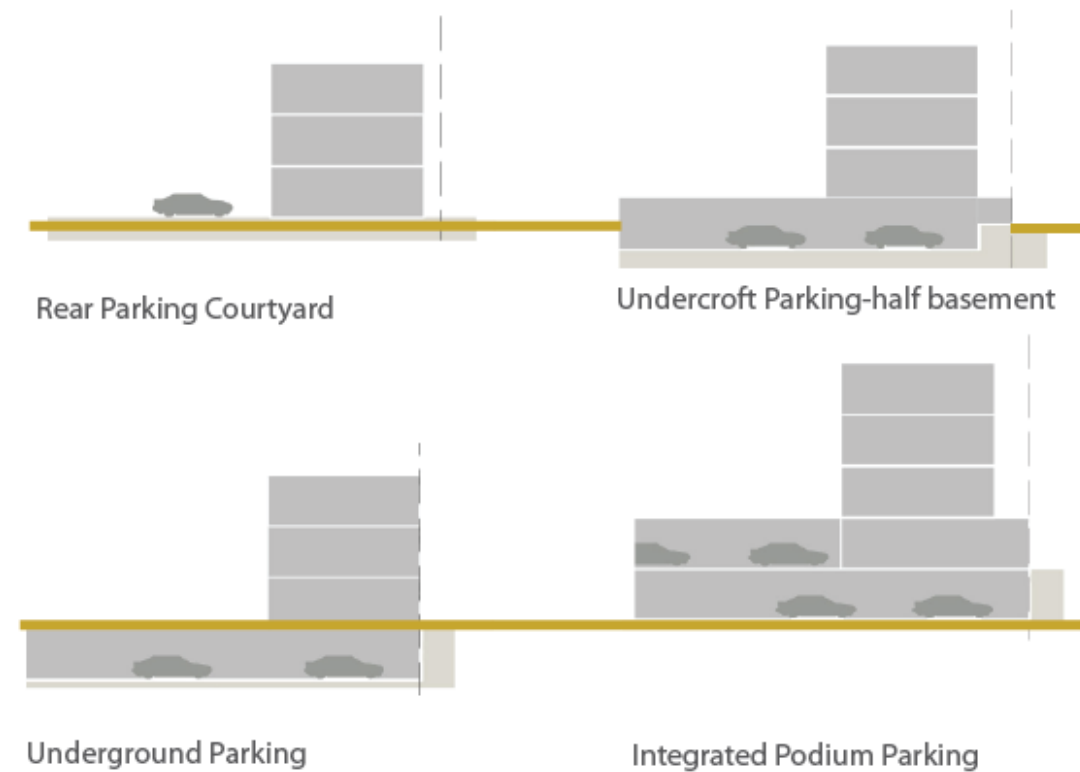 Rear Parking Courtyard
Undercroft Parking-half basement
Underground Parking
Integrated Podium Parking